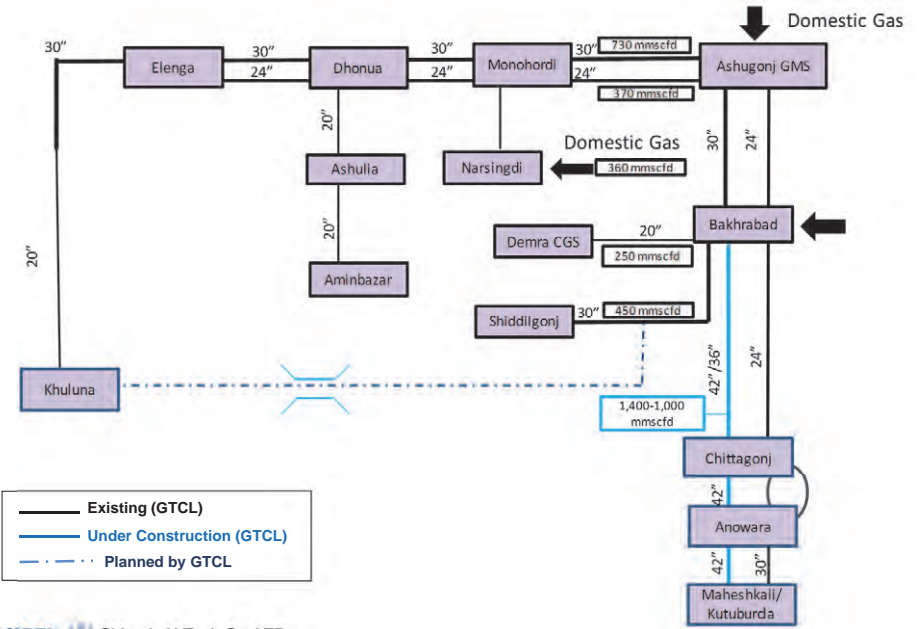 Domestic Gas
30” 30” 30” 30” 730 mmscfd
Elenga Dhonua Monohordi Ashugonj GMS
24” 24” 24” 370 mmscfd
20”
30” 24”
Domestic Gas
Ashulia Narsingdi 360 mmscfd
20”
20”
Bakhrabad
20”
Demra CGS
250 mmscfd
Aminbazar
30” 450 mmscfd
Shiddilgonj
42”/36” 24”
Khuluna
1,400-1,000
mmscfd
Chittagonj
42”
Existing (GTCL)
Under Construction (GTCL)
Planned by GTCL
Anowara
42” 30”
Maheshkali/
Kutuburda